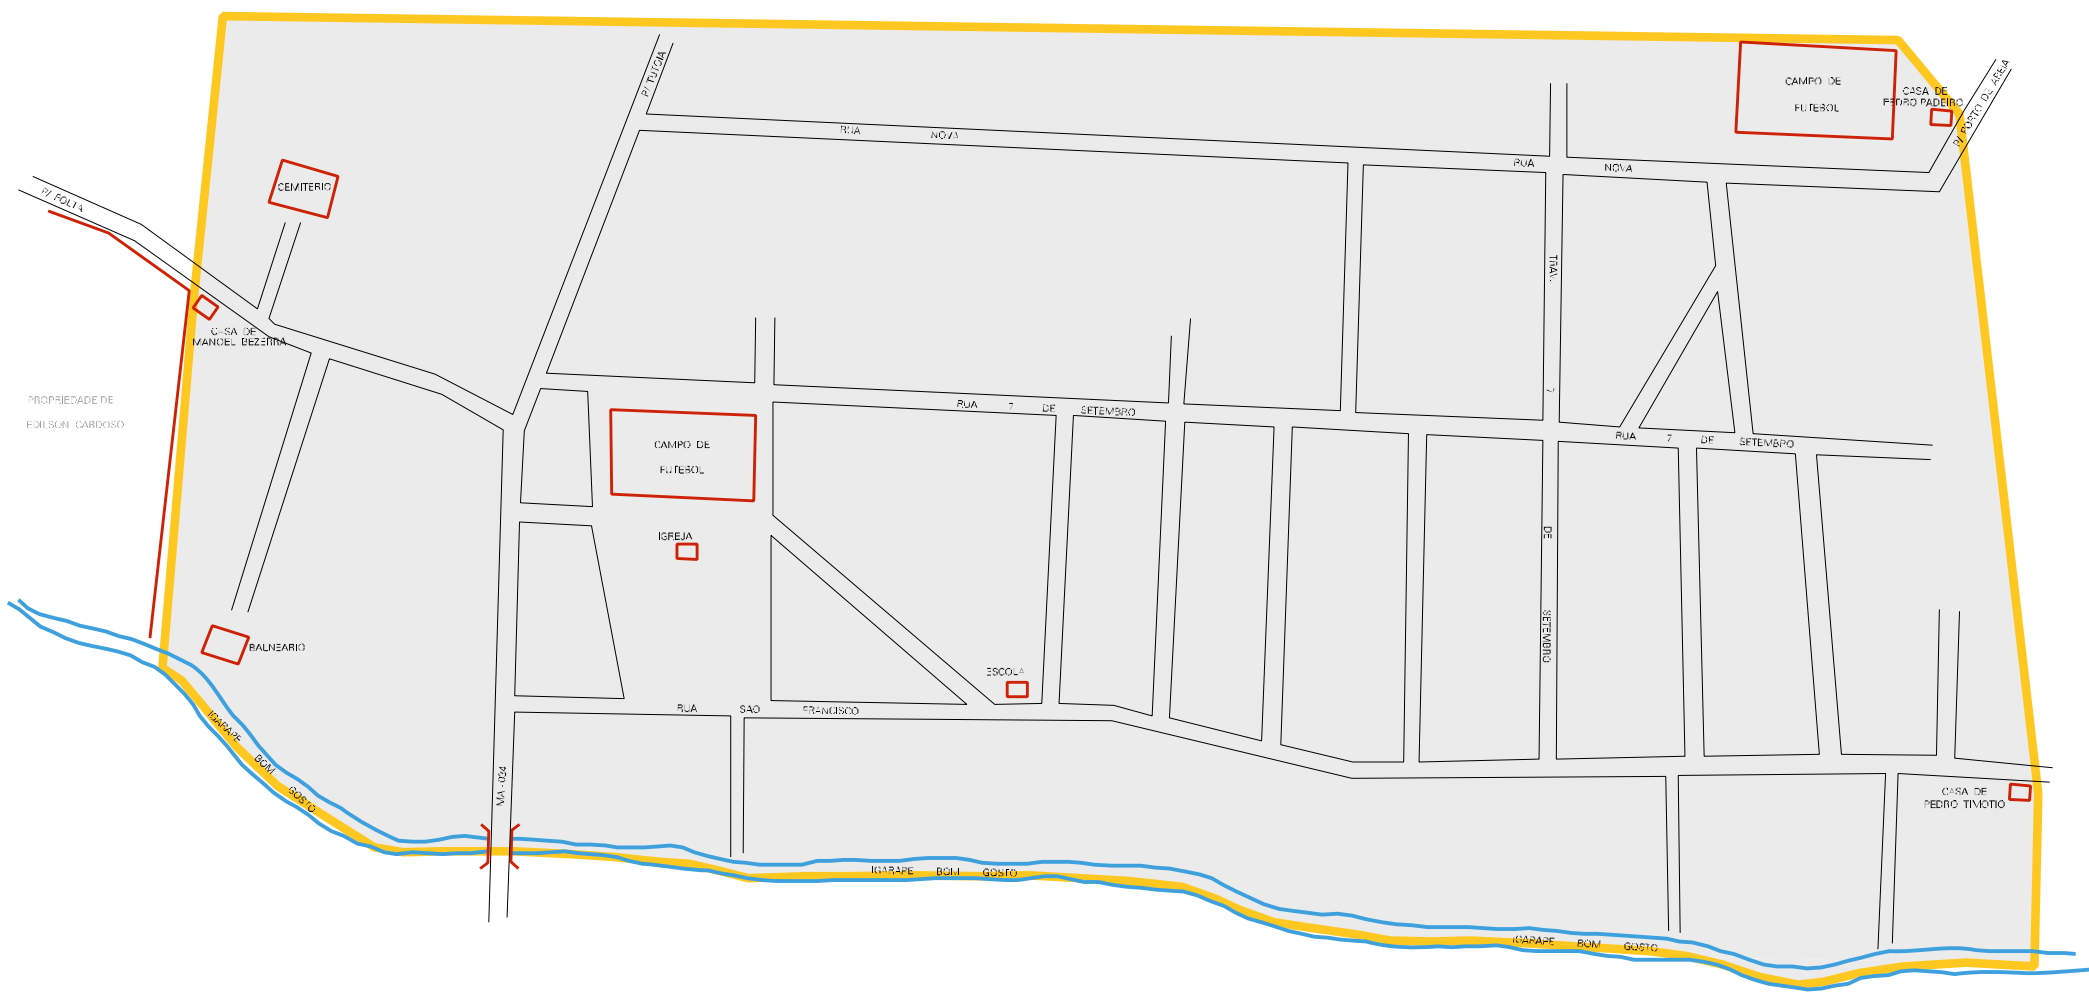 P/ TUTOIA
CAMPO DE
FUTEBOL
CASA DE
PEDRO PADEIRO
P/ PORTO DE AREIA
RUA NOVA
RUA NOVA
CEMITERIO
P/ FOLTA
CASA DE
MANOEL BEZERRA
TRAV. 7 DE SETEMBRO
PROPRIEDADE DE
EDILSON CARDOSO
RUA 7 DE SETEMBRO
RUA 7 DE SETEMBRO
CAMPO DE
FUTEBOL
IGREJA
BALNEARIO
ESCOLA
RUA SAO FRANCISCO
IGARAPE BOM GOSTO
MA-034
CASA DE
PEDRO TIMOTIO
IGARAPE BOM GOSTO
IGARAPE BOM GOSTO